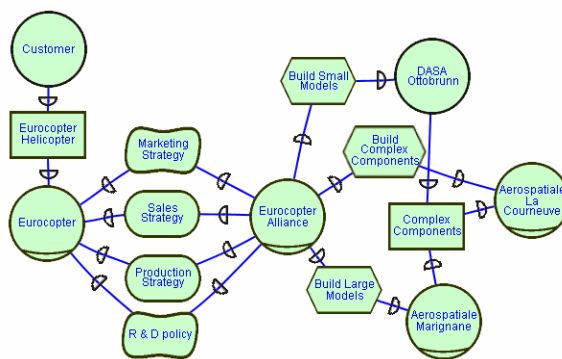 Customer
Eurocopter
Helicopter
Eurocopter
Marketing
Strategy
Sales
Strategy
Production
Strategy
R & D policy
Eurocopter
Alliance
Build Small
Models
Build Complex
Components
Build Large
Models
DASA
Ottobrunn
Complex
Components
Aerospatiale
La
Courneuve
Aerospatiale
Marignane